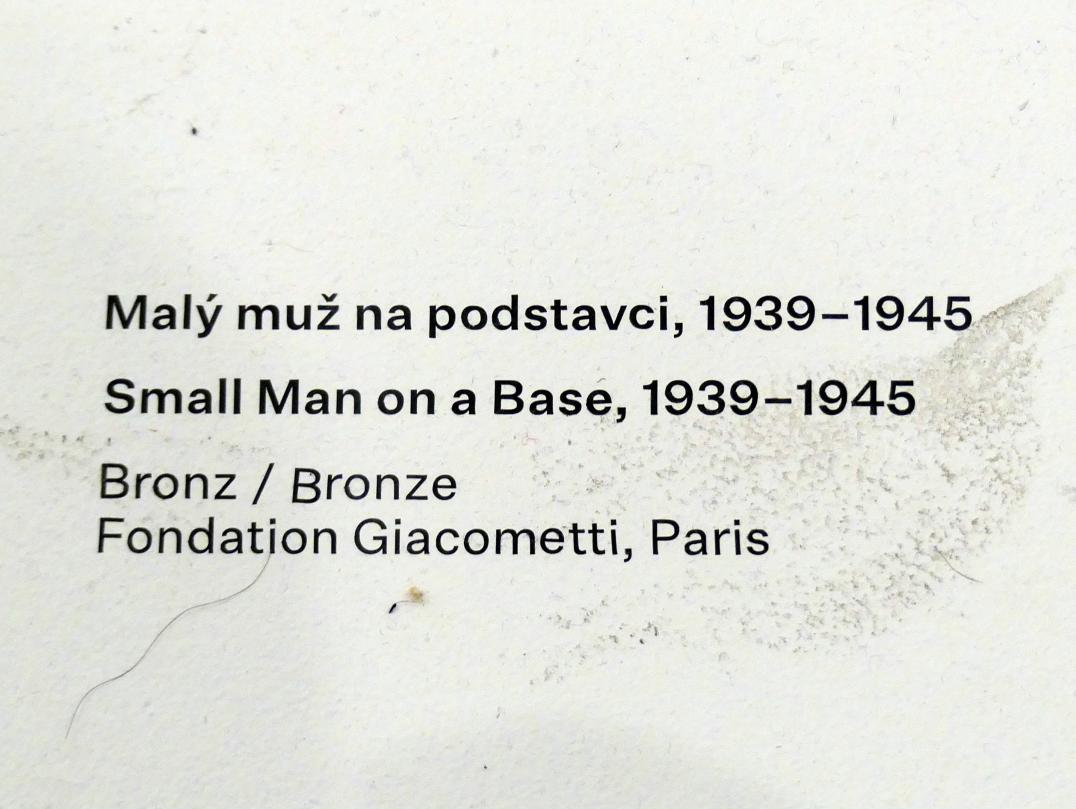 Malý muž na podstavci, 1939–1945
Small Man on a Base, 1939–1945
Bronz / Bronze
Fondation Giacometti, Paris